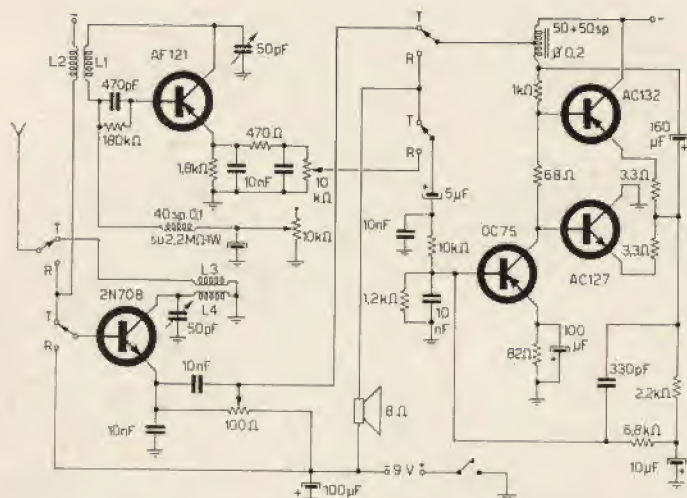 L2
L1
AF121
50pF
470pF
180kΩ
470Ω
1,8kΩ
10nF
10
kΩ
40sp.0,1
su2,2MΩ-1W
10kΩ
T
R
T
R
2N708
L3
L4
50pF
10nF
10nF
100Ω
+
100µF
8Ω
9V
+
T
R
T
R
+
5µF
10nF
10kΩ
1,2kΩ
10
nF
50+50sp
Ø 0,2
-
1kΩ
AC132
160
µF
68Ω
3,3Ω
3,3Ω
OC75
AC127
82Ω
100
µF
+
330pF
2,2kΩ
6,8kΩ
10µF
+